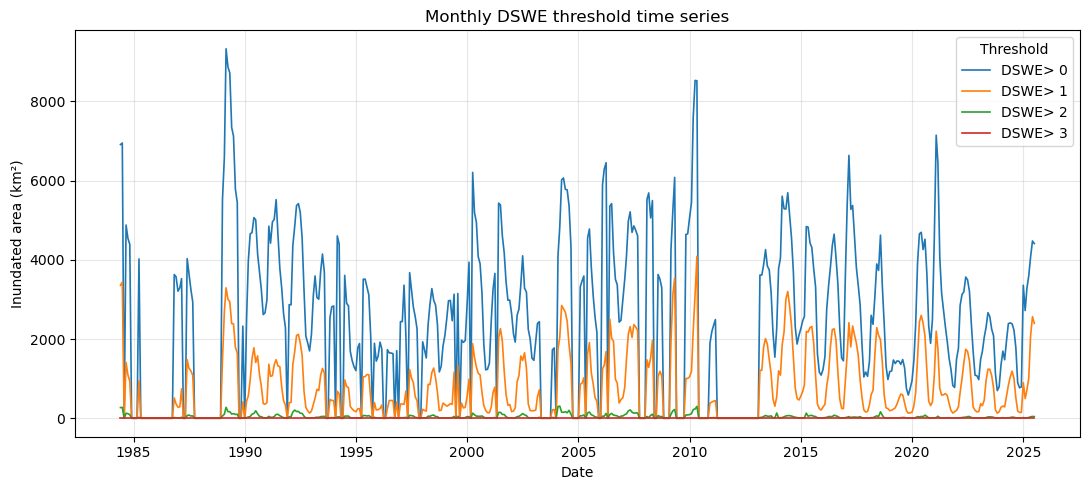 Monthly DSWE threshold time series
Inundated area (km²)
8000
6000
4000
2000
0
Threshold
DSWE> 0
DSWE> 1
DSWE> 2
DSWE> 3
1985 1990 1995 2000 2005 2010 2015 2020 2025
Date